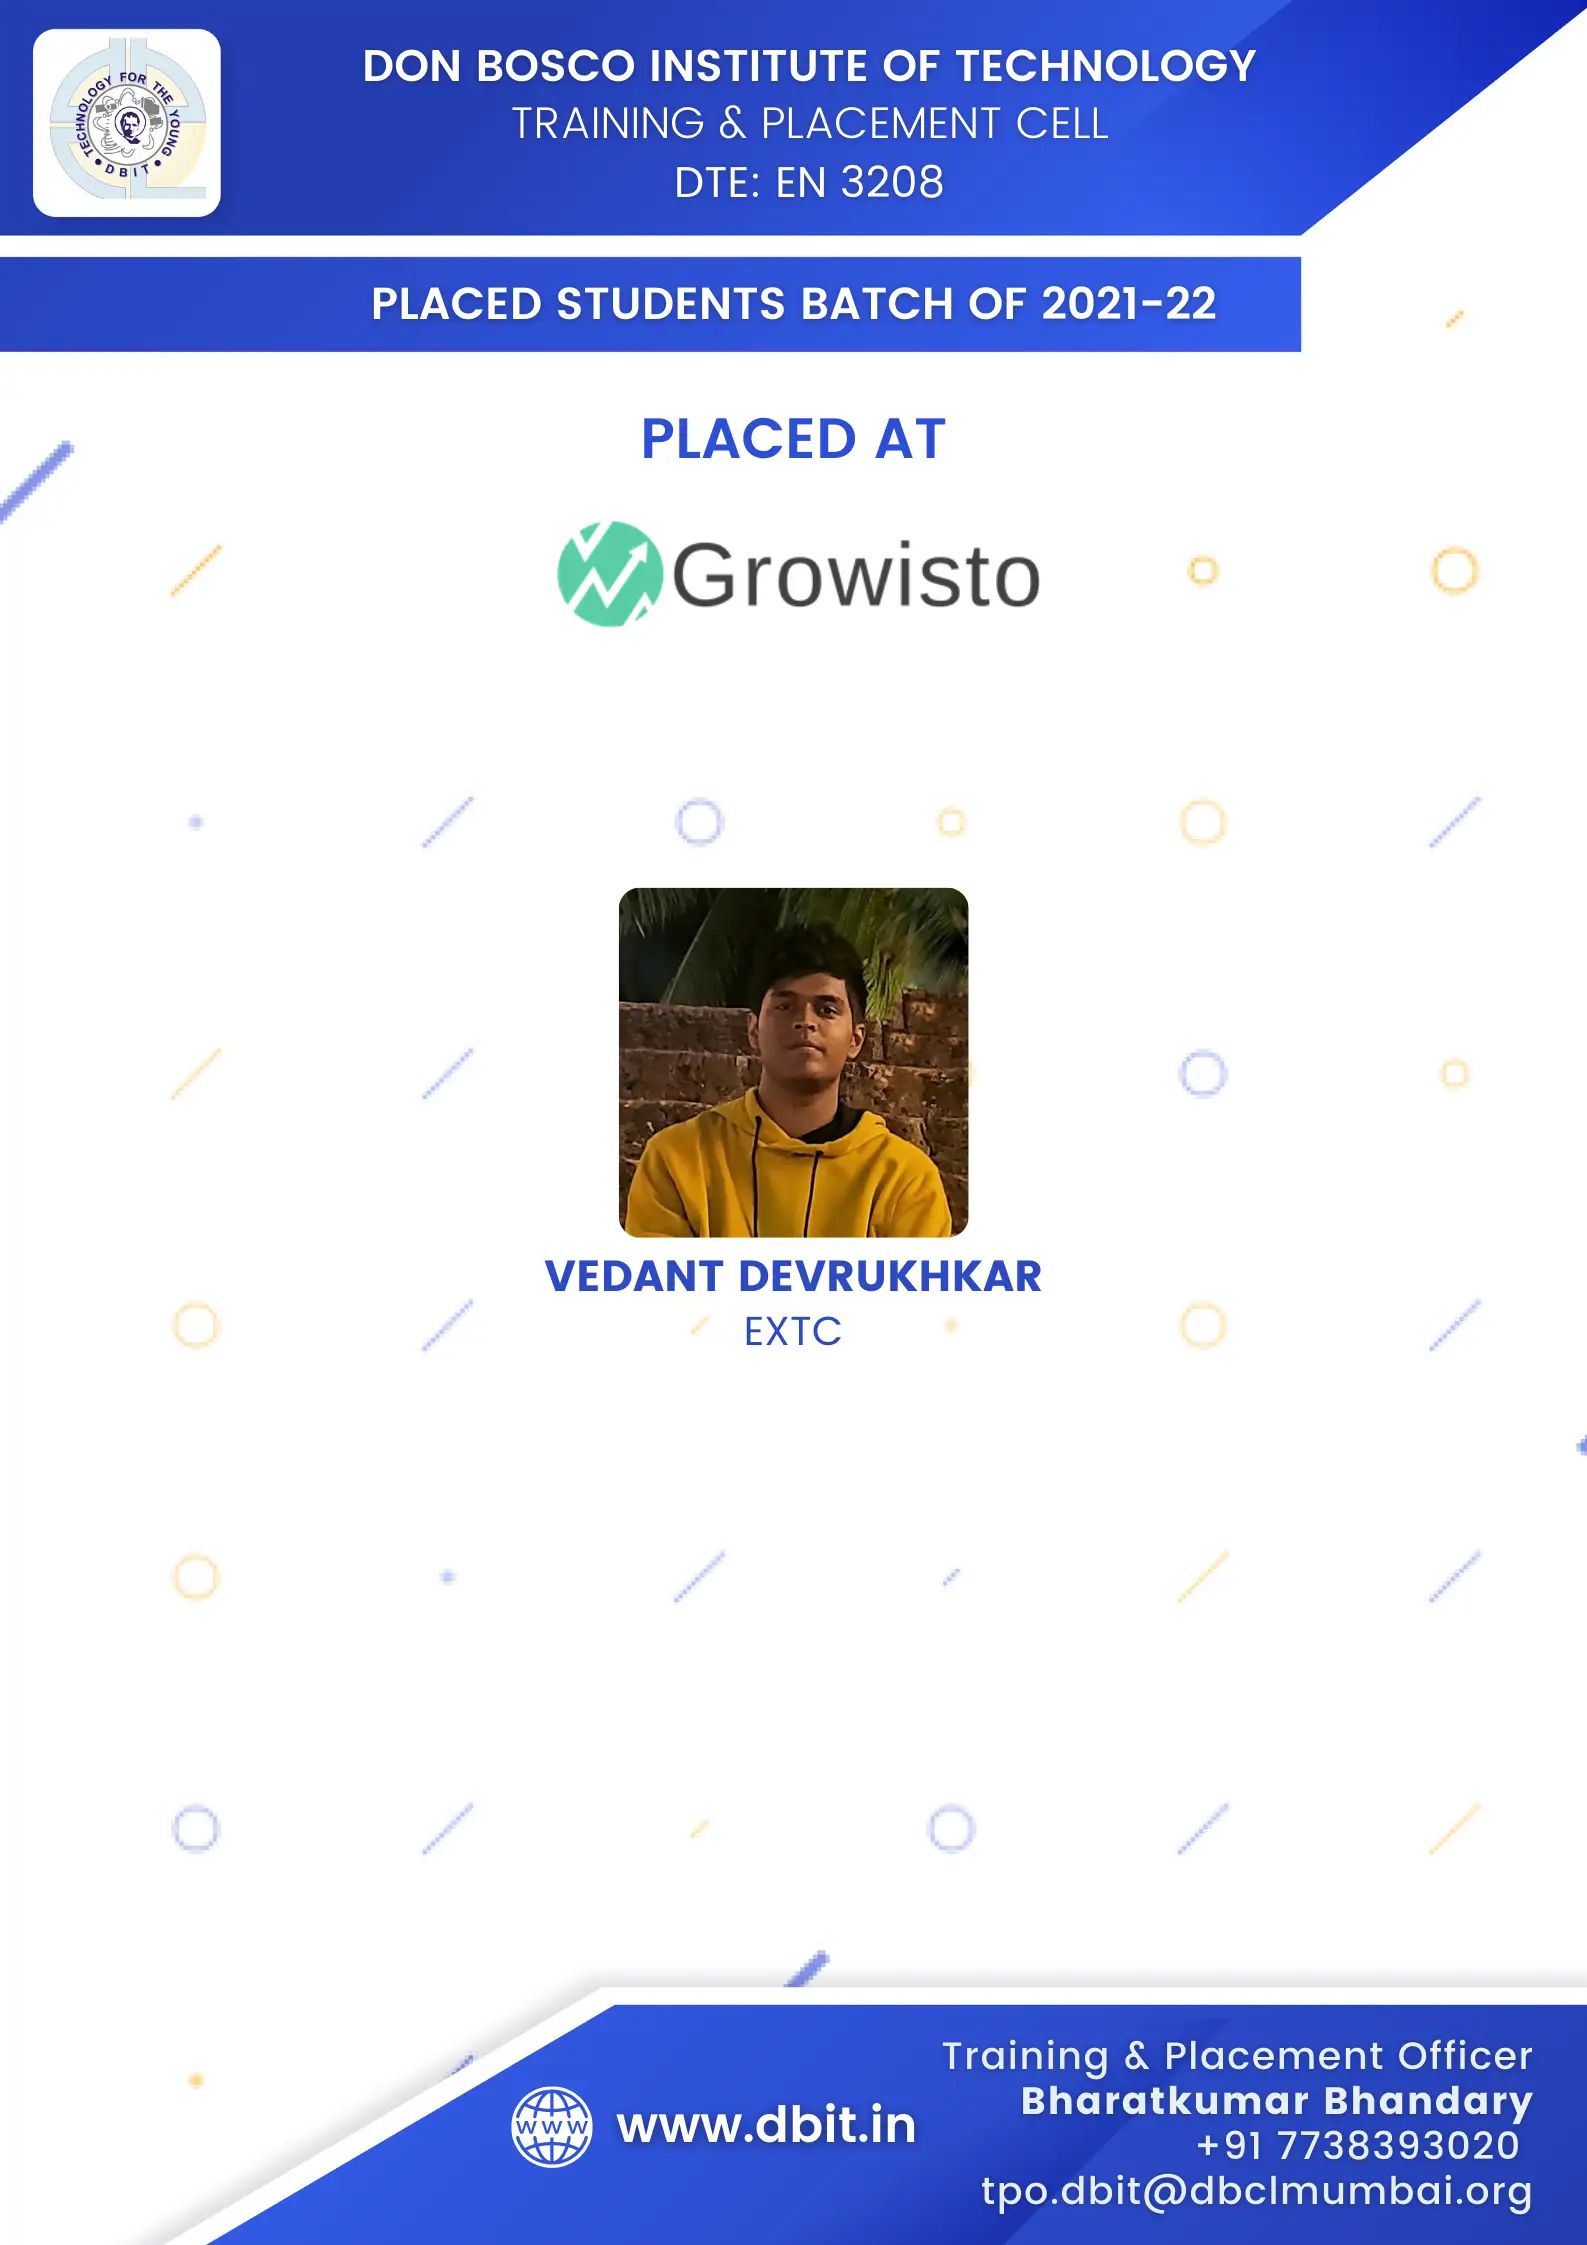 TECHNOLOGY FOR THE YOUNG
• DBIT •
DON BOSCO INSTITUTE OF TECHNOLOGY
TRAINING & PLACEMENT CELL
DTE: EN 3208
PLACED STUDENTS BATCH OF 2021-22
PLACED AT
Growisto
VEDANT DEVRUKHKAR
EXTC
Training & Placement Officer
Bharatkumar Bhandary
+91 7738393020
tpo.dbit@dbclmumbai.org
WWW
www.dbit.in